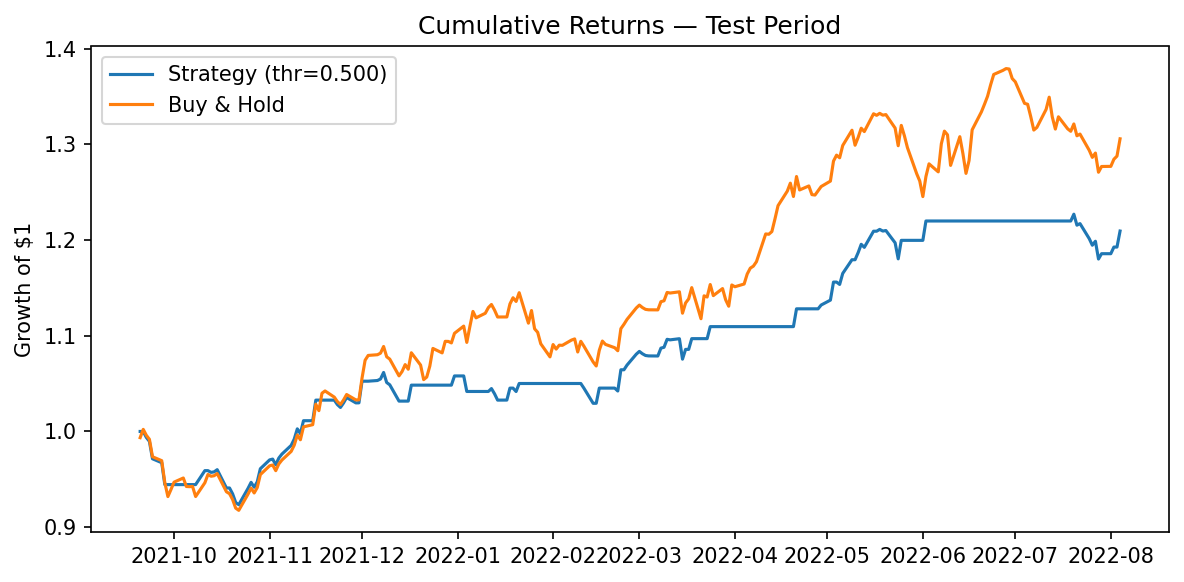 Cumulative Returns — Test Period
Strategy (thr=0.500)
Buy & Hold
Growth of $1
1.4
1.3
1.2
1.1
1.0
0.9
2021-10 2021-11 2021-12 2022-01 2022-02 2022-03 2022-04 2022-05 2022-06 2022-07 2022-08